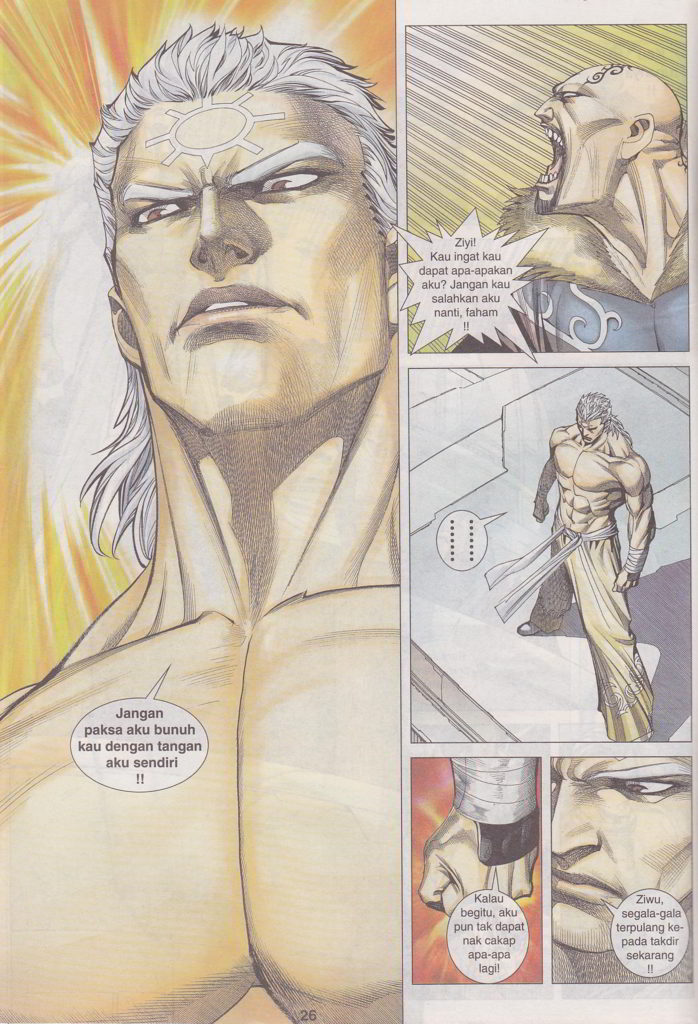 Ziyi!
Kau ingat kau
dapat apa-apakan
aku? Jangan kau
salahkan aku
nanti, faham
!!
Jangan
paksa aku bunuh
kau dengan tangan
aku sendiri
!!
Kalau
begitu, aku
pun tak dapat
nak cakap
apa-apa
lagi!
Ziwu,
segala-gala
terpulang ke-
pada takdir
sekarang
!!
26